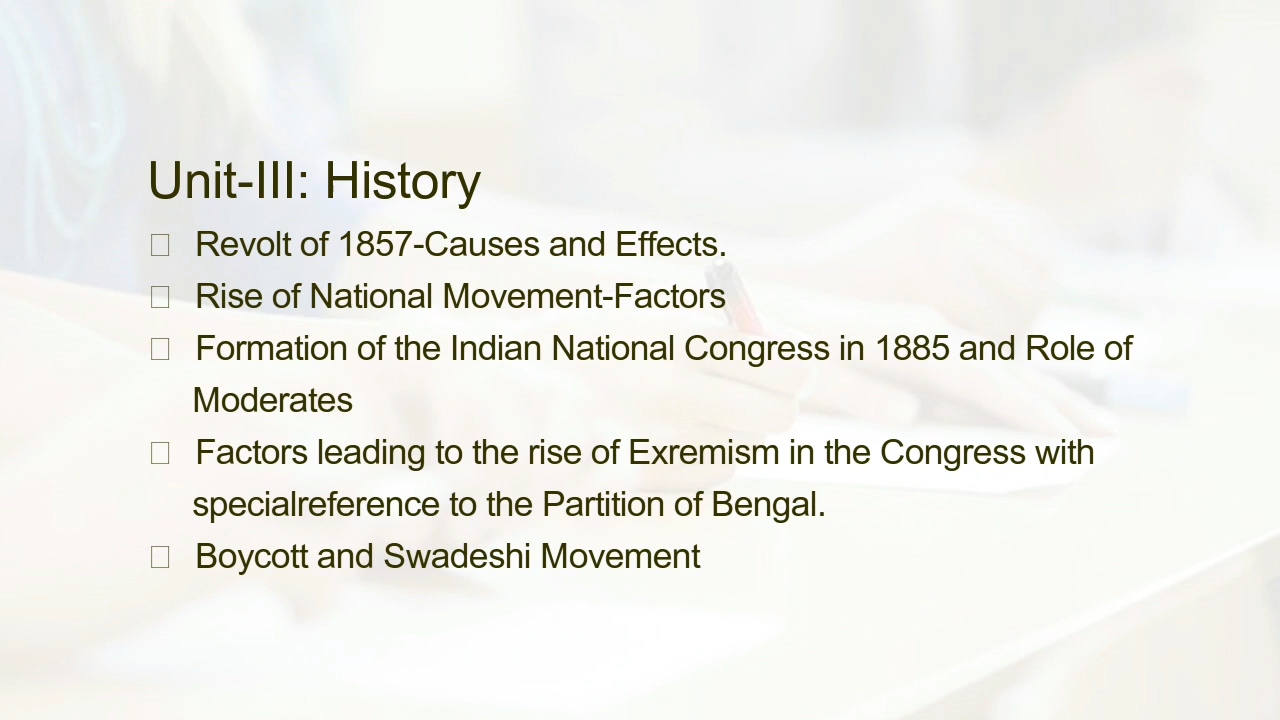 Unit-III: History
□ Revolt of 1857-Causes and Effects.
□ Rise of National Movement-Factors
□ Formation of the Indian National Congress in 1885 and Role of
Moderates
□ Factors leading to the rise of Exremism in the Congress with
specialreference to the Partition of Bengal.
□ Boycott and Swadeshi Movement